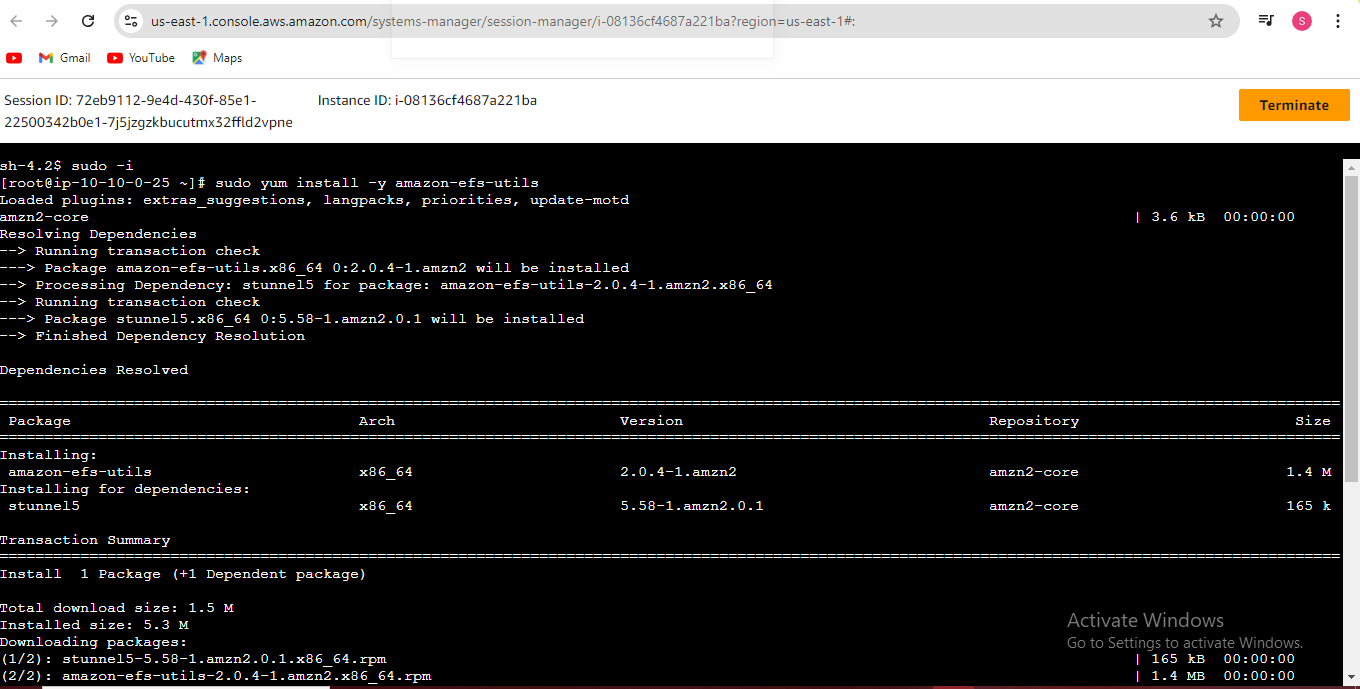 us-east-1.console.aws.amazon.com/systems-manager/session-manager/i-08136cf4687a221ba?region=us-east-1#:
S
Gmail YouTube Maps
Session ID: 72eb9112-9e4d-430f-85e1-
22500342b0e1-7j5jzgzkbucutmx32ffld2vpne
Instance ID: i-08136cf4687a221ba
Terminate
sh-4.2$ sudo -i
[root@ip-10-10-0-25 ~]# sudo yum install -y amazon-efs-utils
Loaded plugins: extras_suggestions, langpacks, priorities, update-motd
amzn2-core | 3.6 kB 00:00:00
Resolving Dependencies
--> Running transaction check
---> Package amazon-efs-utils.x86_64 0:2.0.4-1.amzn2 will be installed
--> Processing Dependency: stunnel5 for package: amazon-efs-utils-2.0.4-1.amzn2.x86_64
--> Running transaction check
---> Package stunnel5.x86_64 0:5.58-1.amzn2.0.1 will be installed
--> Finished Dependency Resolution
Dependencies Resolved
Package Arch Version Repository Size
Installing:
amazon-efs-utils x86_64 2.0.4-1.amzn2 amzn2-core 1.4 M
Installing for dependencies:
stunnel5 x86_64 5.58-1.amzn2.0.1 amzn2-core 165 k
Transaction Summary
Install 1 Package (+1 Dependent package)
Total download size: 1.5 M
Installed size: 5.3 M
Downloading packages:
(1/2): stunnel5-5.58-1.amzn2.0.1.x86_64.rpm | 165 kB 00:00:00
(2/2): amazon-efs-utils-2.0.4-1.amzn2.x86_64.rpm | 1.4 MB 00:00:00
Activate Windows
Go to Settings to activate Windows.